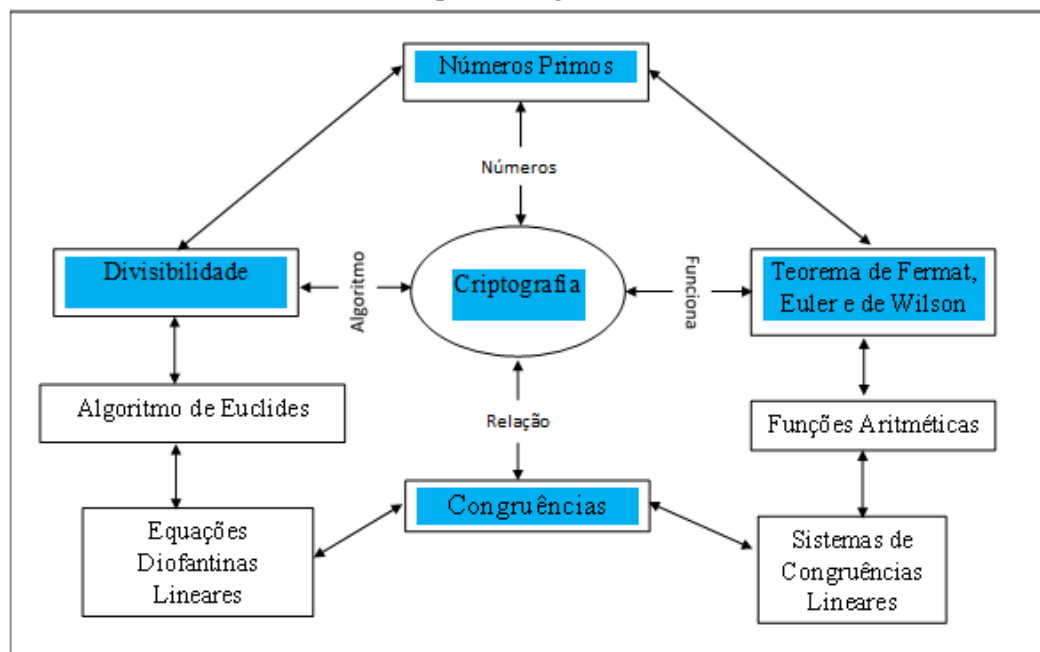 Números Primos
Números
Divisibilidade
Algoritmo
Criptografia
Funciona
Teorema de Fermat,
Euler e de Wilson
Algoritmo de Euclides
Relação
Funções Aritméticas
Congruências
Equações
Diofantinas
Lineares
Sistemas de
Congruências
Lineares